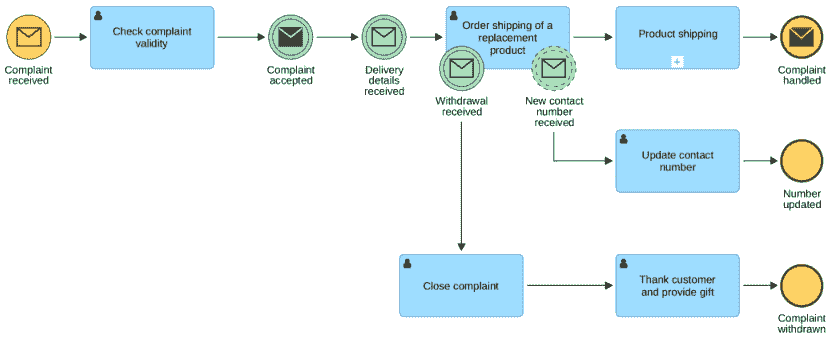 Complaint
received
Check complaint
validity
Complaint
accepted
Delivery
details
received
Order shipping of a
replacement
product
Product shipping
Complaint
handled
Withdrawal
received
New contact
number
received
Update contact
number
Number
updated
Close complaint
Thank customer
and provide gift
Complaint
withdrawn